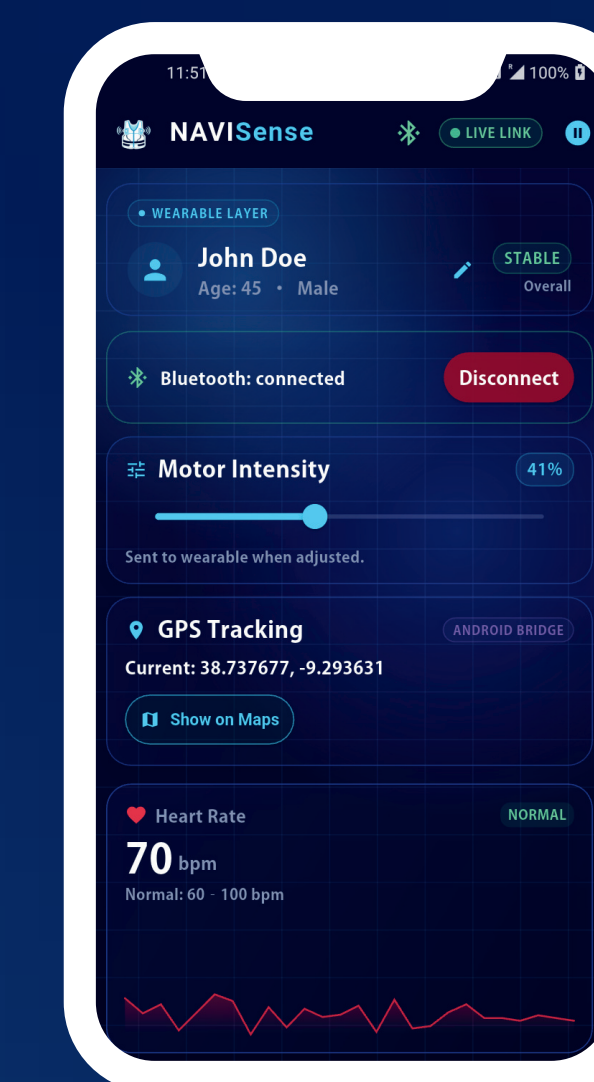 11:51
R
100%
NAVISense
LIVE LINK
WEARABLE LAYER
John Doe
STABLE
Age: 45 • Male
Overall
Bluetooth: connected
Disconnect
Motor Intensity
41%
Sent to wearable when adjusted.
GPS Tracking
ANDROID BRIDGE
Current: 38.737677, -9.293631
Show on Maps
Heart Rate
NORMAL
70 bpm
Normal: 60 - 100 bpm